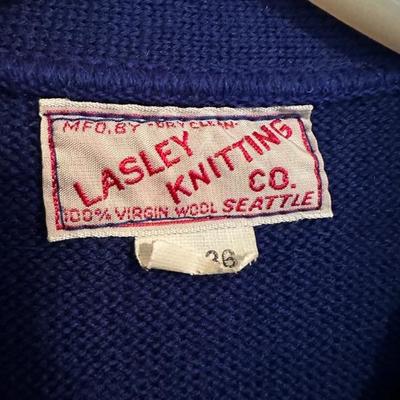 MFD. BY -DRY CLEAN-
LASLEY
KNITTING
CO.
100% VIRGIN WOOL SEATTLE
36